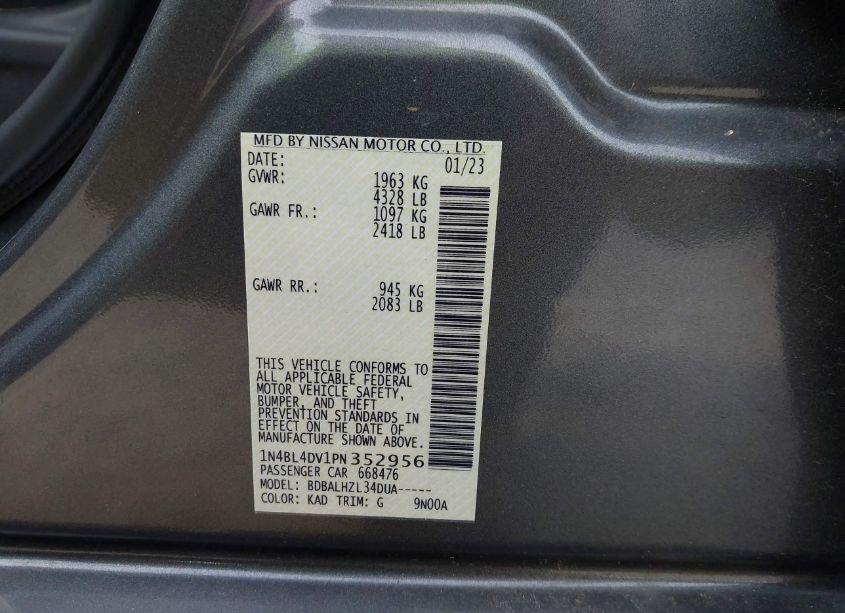 MFD BY NISSAN MOTOR CO., LTD.
DATE: 01/23
GVWR: 1963 KG
4328 LB
GAWR FR.: 1097 KG
2418 LB
GAWR RR.: 945 KG
2083 LB
THIS VEHICLE CONFORMS TO
ALL APPLICABLE FEDERAL
MOTOR VEHICLE SAFETY,
BUMPER, AND THEFT
PREVENTION STANDARDS IN
EFFECT ON THE DATE OF
MANUFACTURE SHOWN ABOVE.
1N4BL4DV1PN352956
PASSENGER CAR 668476
MODEL: BDBALHZL34DUA-----
COLOR: KAD TRIM: G 9N00A